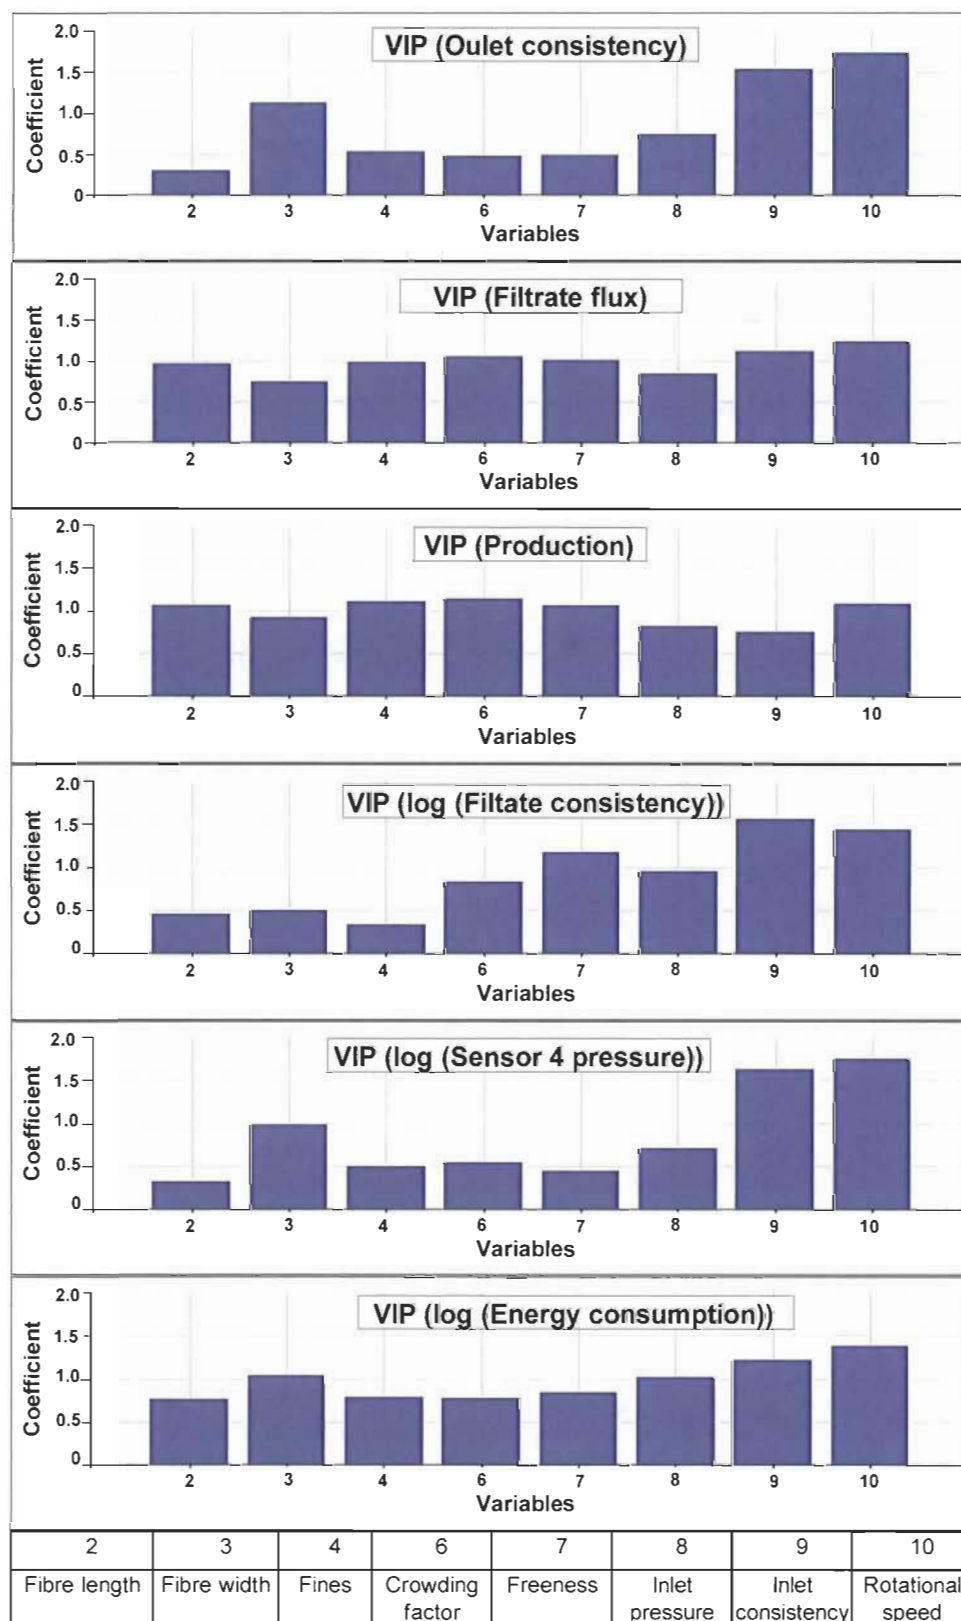 VIP (Oulet consistency)
Coefficient
2.0
1.5
1.0
0.5
0
2 3 4 6 7 8 9 10
Variables
VIP (Filtrate flux)
Coefficient
2.0
1.5
1.0
0.5
0
2 3 4 6 7 8 9 10
Variables
VIP (Production)
Coefficient
2.0
1.5
1.0
0.5
0
2 3 4 6 7 8 9 10
Variables
VIP (log (Filtate consistency))
Coefficient
2.0
1.5
1.0
0.5
0
2 3 4 6 7 8 9 10
Variables
VIP (log (Sensor 4 pressure))
Coefficient
2.0
1.5
1.0
0.5
0
2 3 4 6 7 8 9 10
Variables
VIP (log (Energy consumption))
Coefficient
2.0
1.5
1.0
0.5
0
2 3 4 6 7 8 9 10
Variables
2 3 4 6 7 8 9 10
Fibre length Fibre width Fines Crowding factor Freeness Inlet pressure Inlet consistency Rotational speed